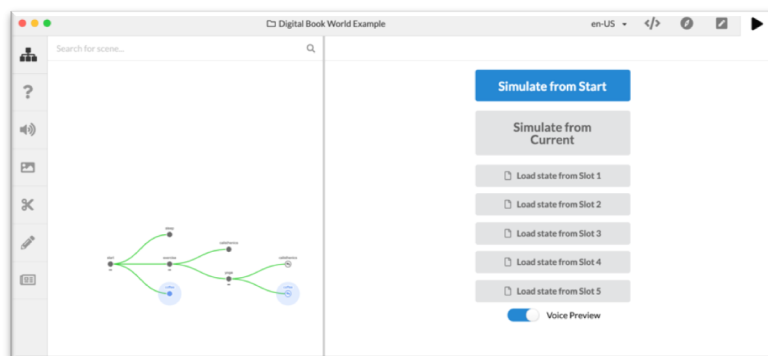 Digital Book World Example
en-US
</>
Search for scene...
?
Simulate from Start
Simulate from
Current
Load state from Slot 1
Load state from Slot 2
Load state from Slot 3
Load state from Slot 4
Load state from Slot 5
Voice Preview
start